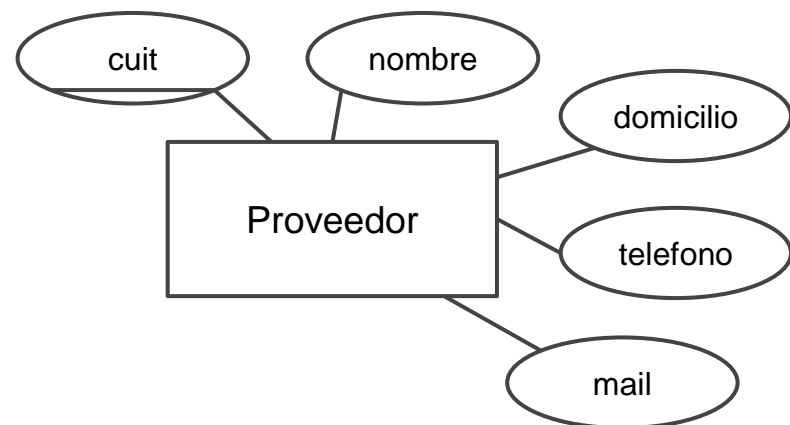 cuit
nombre
domicilio
Proveedor
telefono
mail